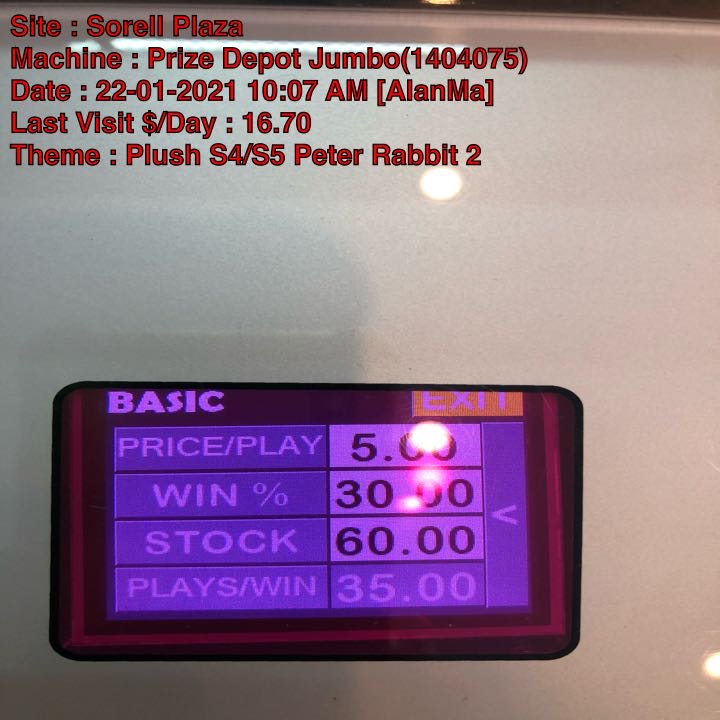 Site : Sorell Plaza
Machine : Prize Depot Jumbo(1404075)
Date : 22-01-2021 10:07 AM [AlanMa]
Last Visit $/Day : 16.70
Theme : Plush S4/S5 Peter Rabbit 2
BASIC EXIT
PRICE/PLAY 5.00
WIN % 30.00
STOCK 60.00
PLAYS/WIN 35.00
<